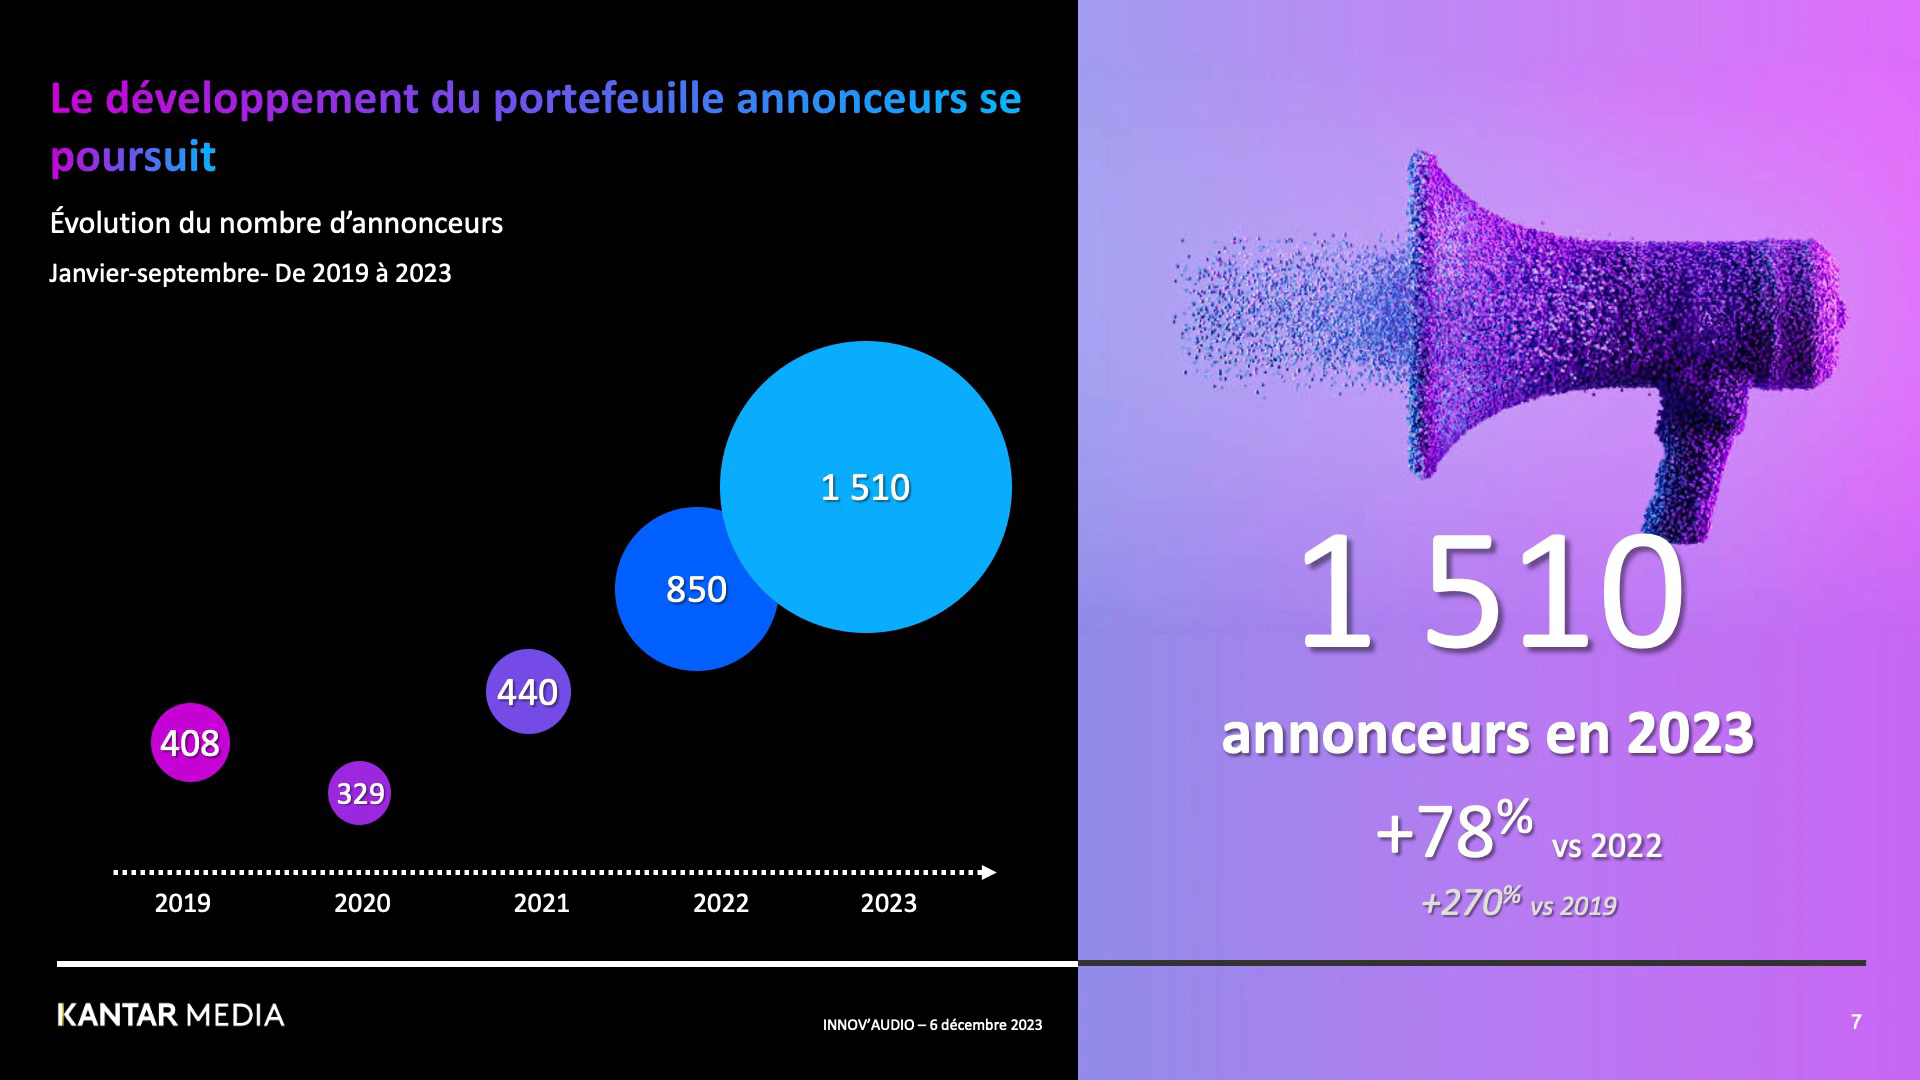 Le développement du portefeuille annonceurs se
poursuit
Évolution du nombre d’annonceurs
Janvier-septembre- De 2019 à 2023
1 510
850
440
408
329
2019 2020 2021 2022 2023
1 510
annonceurs en 2023
+78% vs 2022
+270% vs 2019
KANTAR MEDIA
INNOV’AUDIO – 6 décembre 2023
7